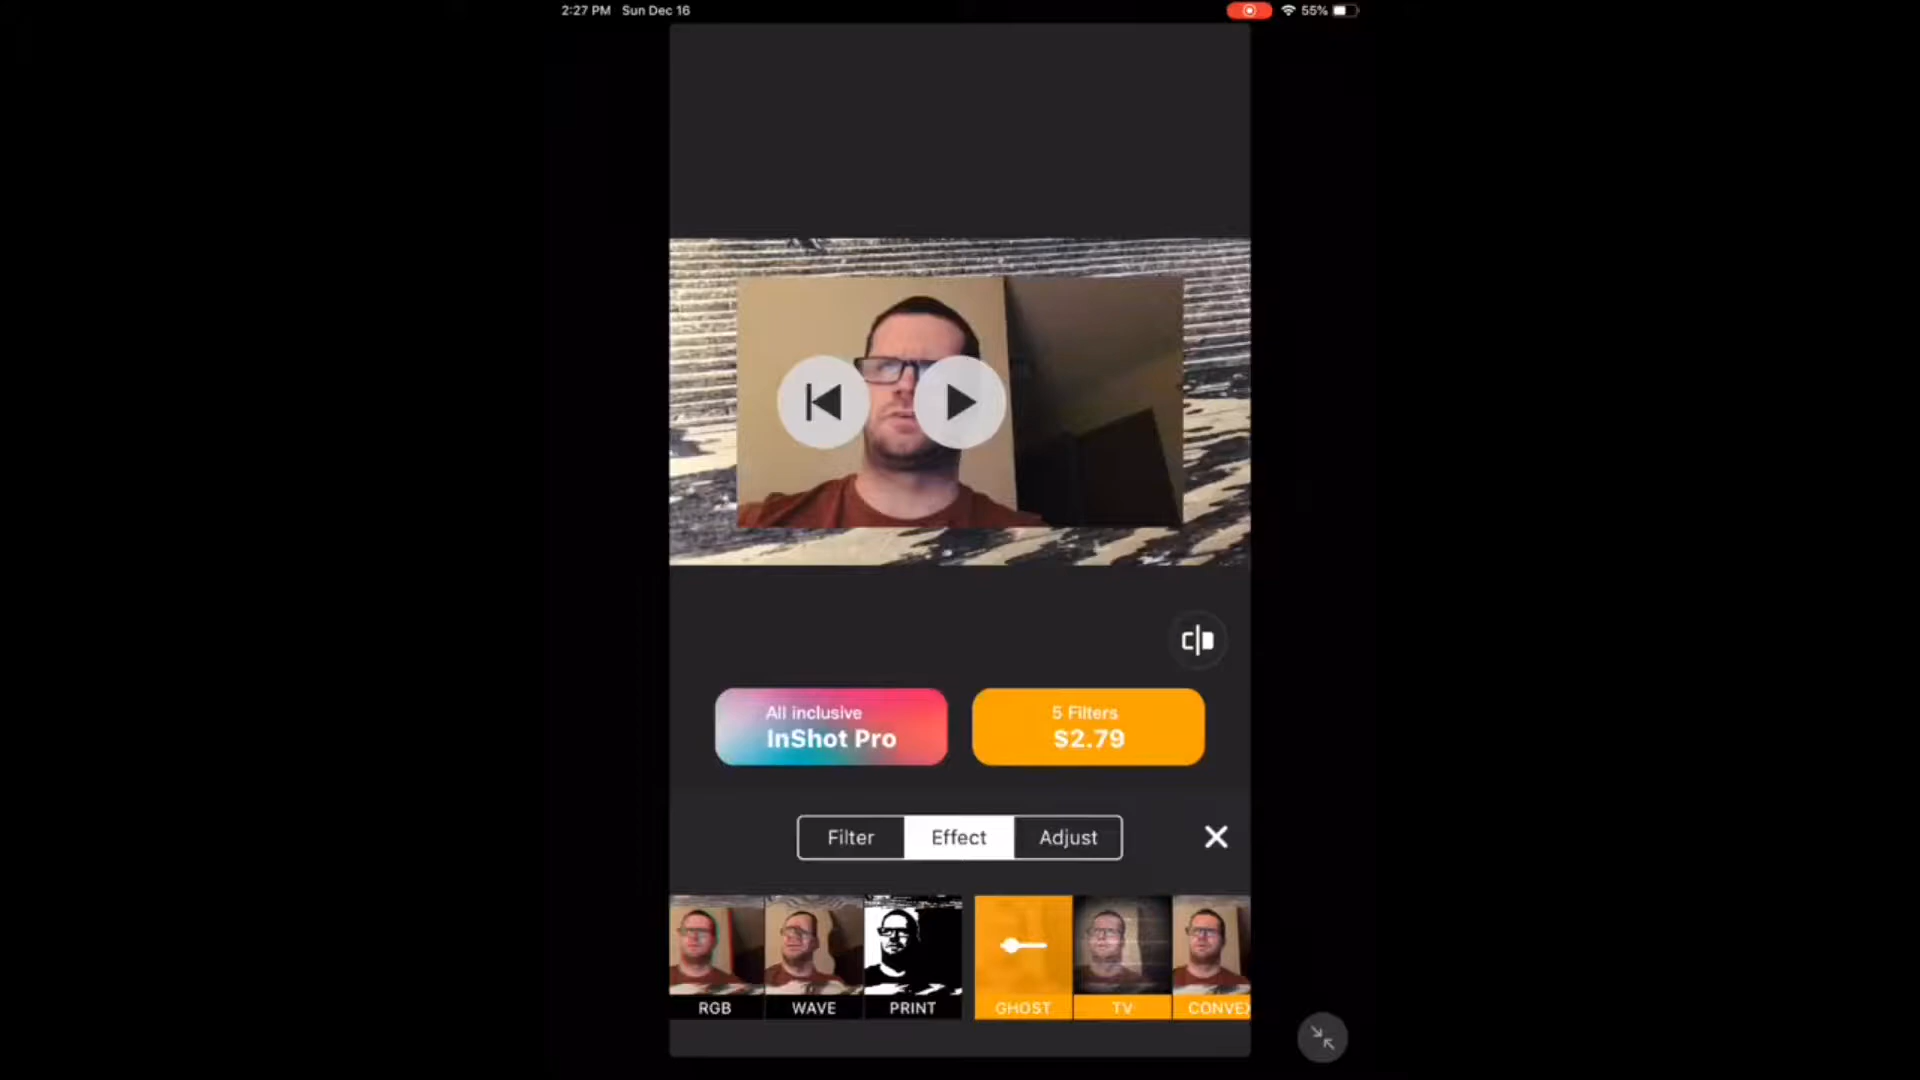 2:27 PM Sun Dec 16
55%
All inclusive
InShot Pro
5 Filters
$2.79
Filter
Effect
Adjust
RGB
WAVE
PRINT
GHOST
TV
CONVEX